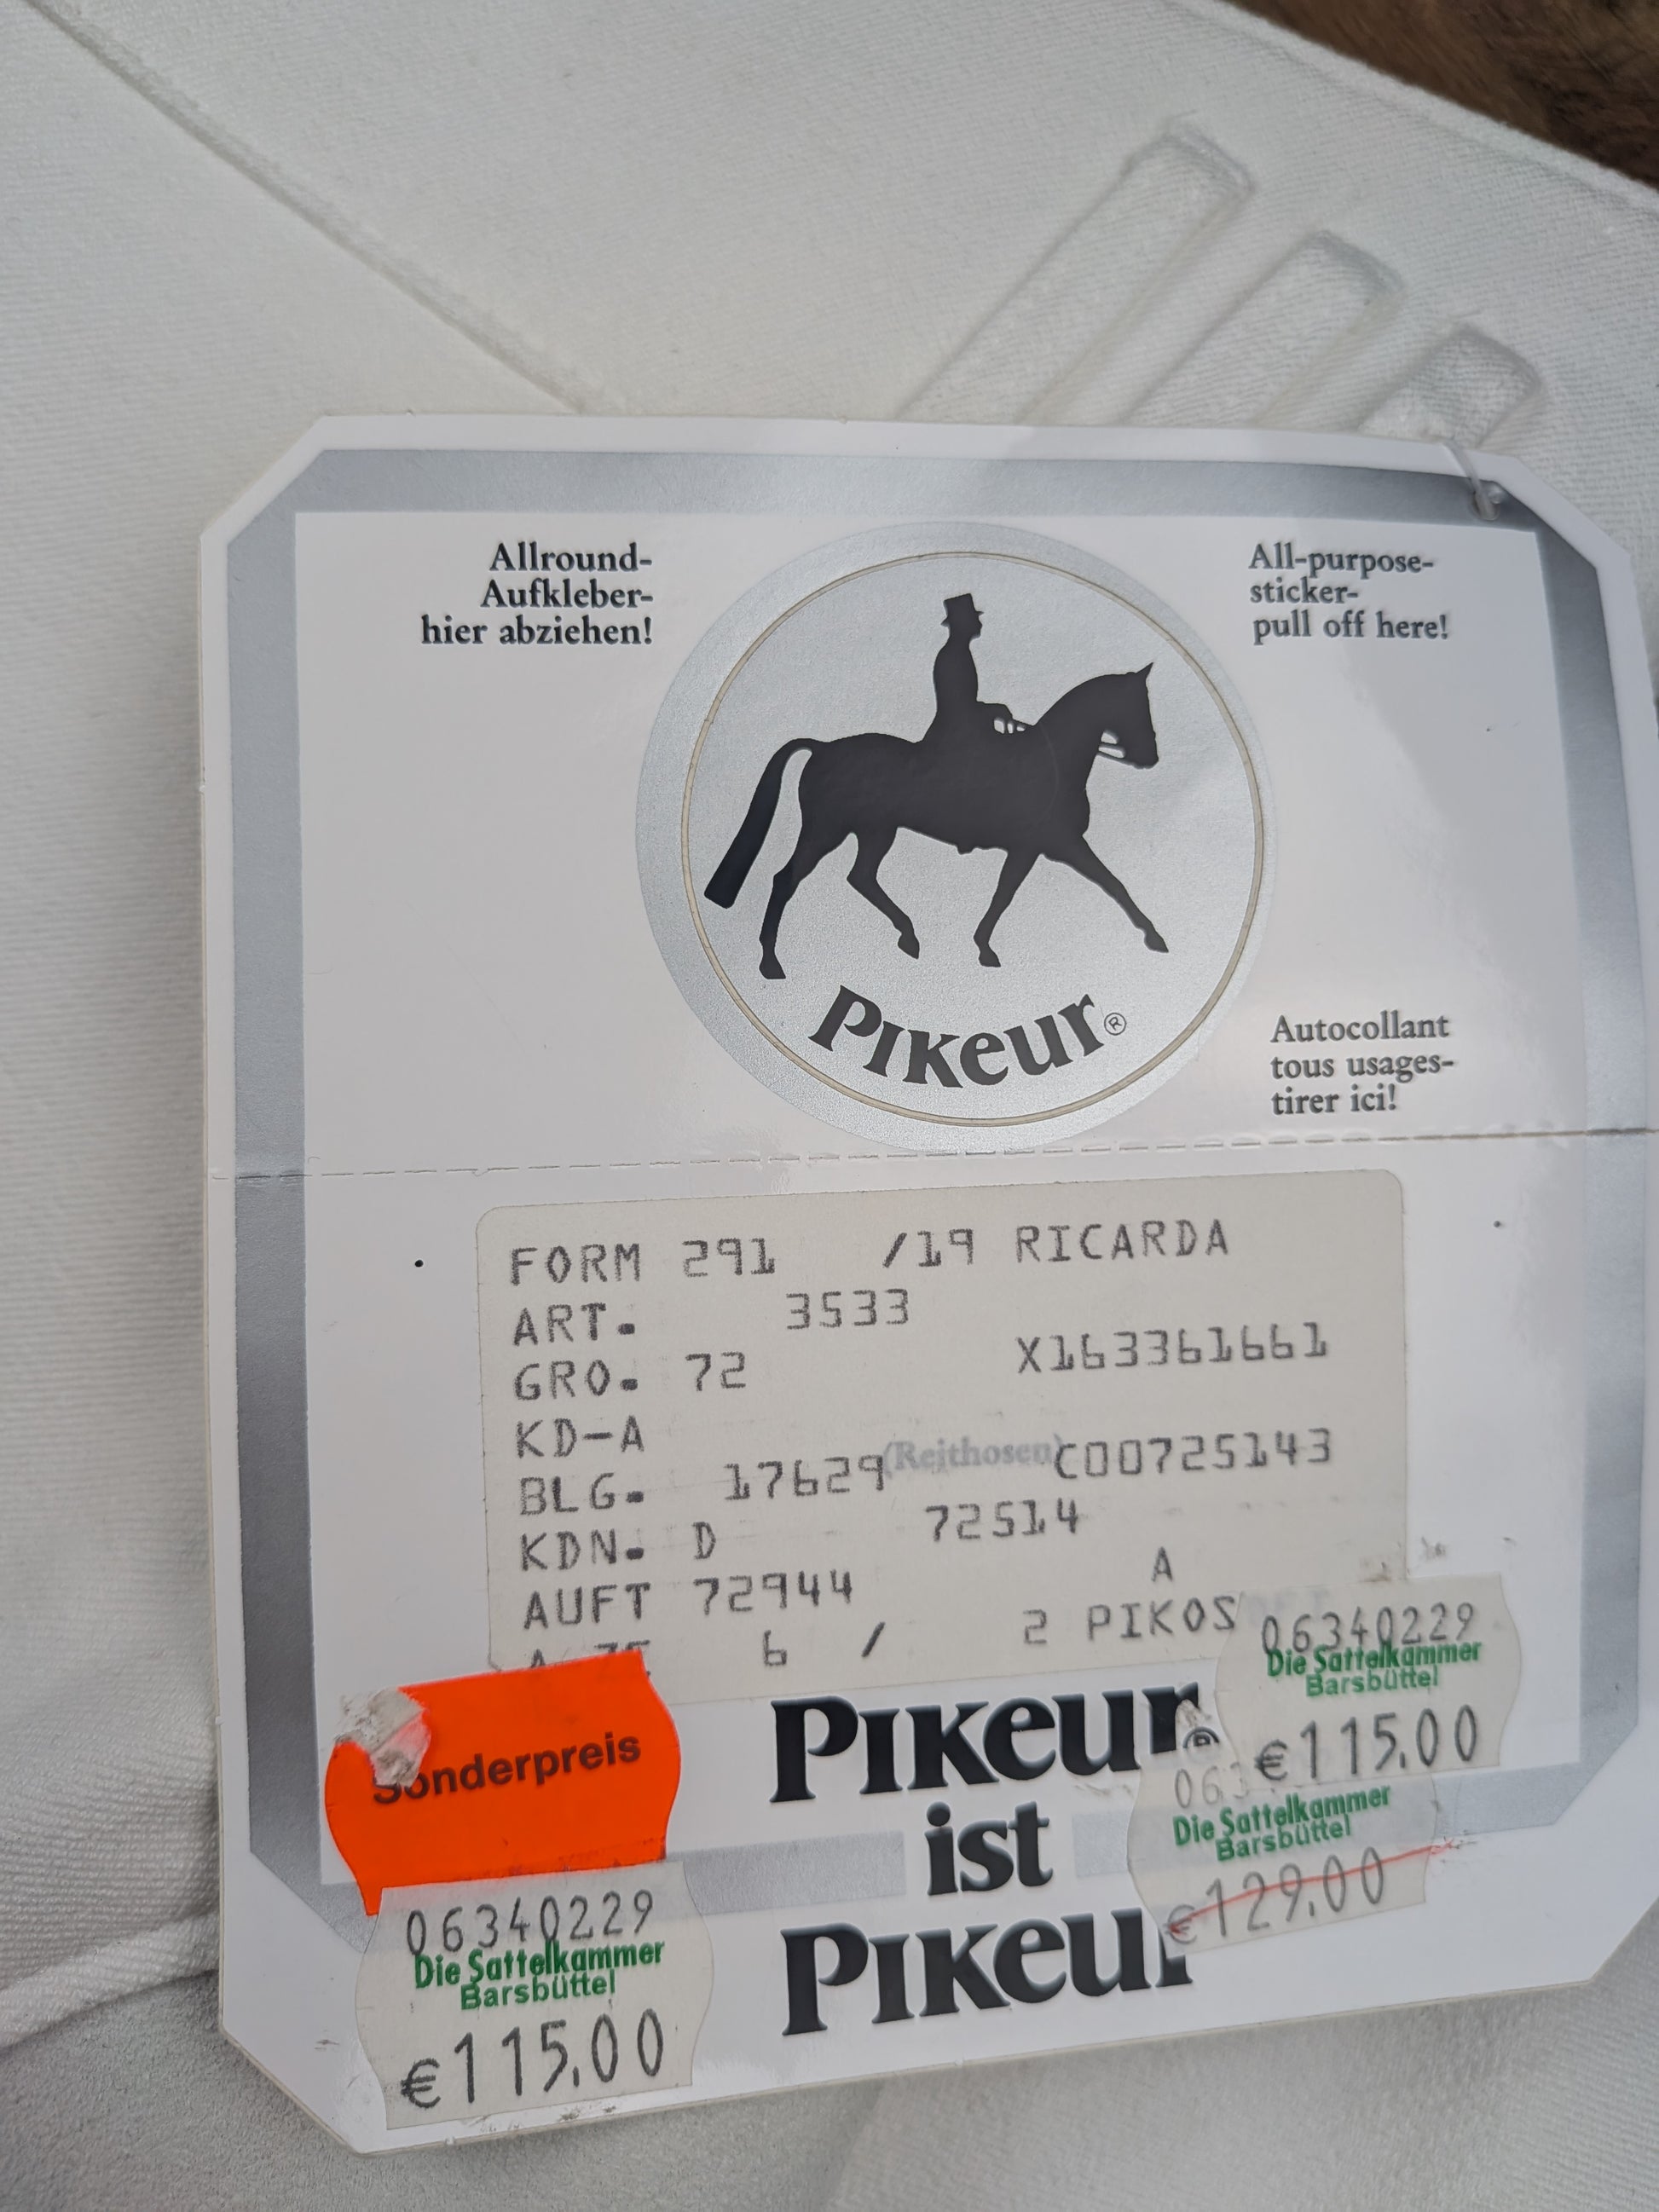 Allround-
Aufkleber-
hier abziehen!
All-purpose-
sticker-
pull off here!
PIKeur®
Autocollant
tous usages-
tirer ici!
FORM 291 /19 RICARDA
ART. 3533
GRO. 72 X163361661
KD-A
(Reithosen)
BLG. 17629 C00725143
KDN. D 72514
AUFT 72944 A
6 / 2 PIKOS
06340229
Die Sattelkammer
Barsbüttel
€115.00
Sonderpreis
PIKeur®
ist
PIKeur
063
Die Sattelkammer
Barsbüttel
€129.00
06340229
Die Sattelkammer
Barsbüttel
€115.00